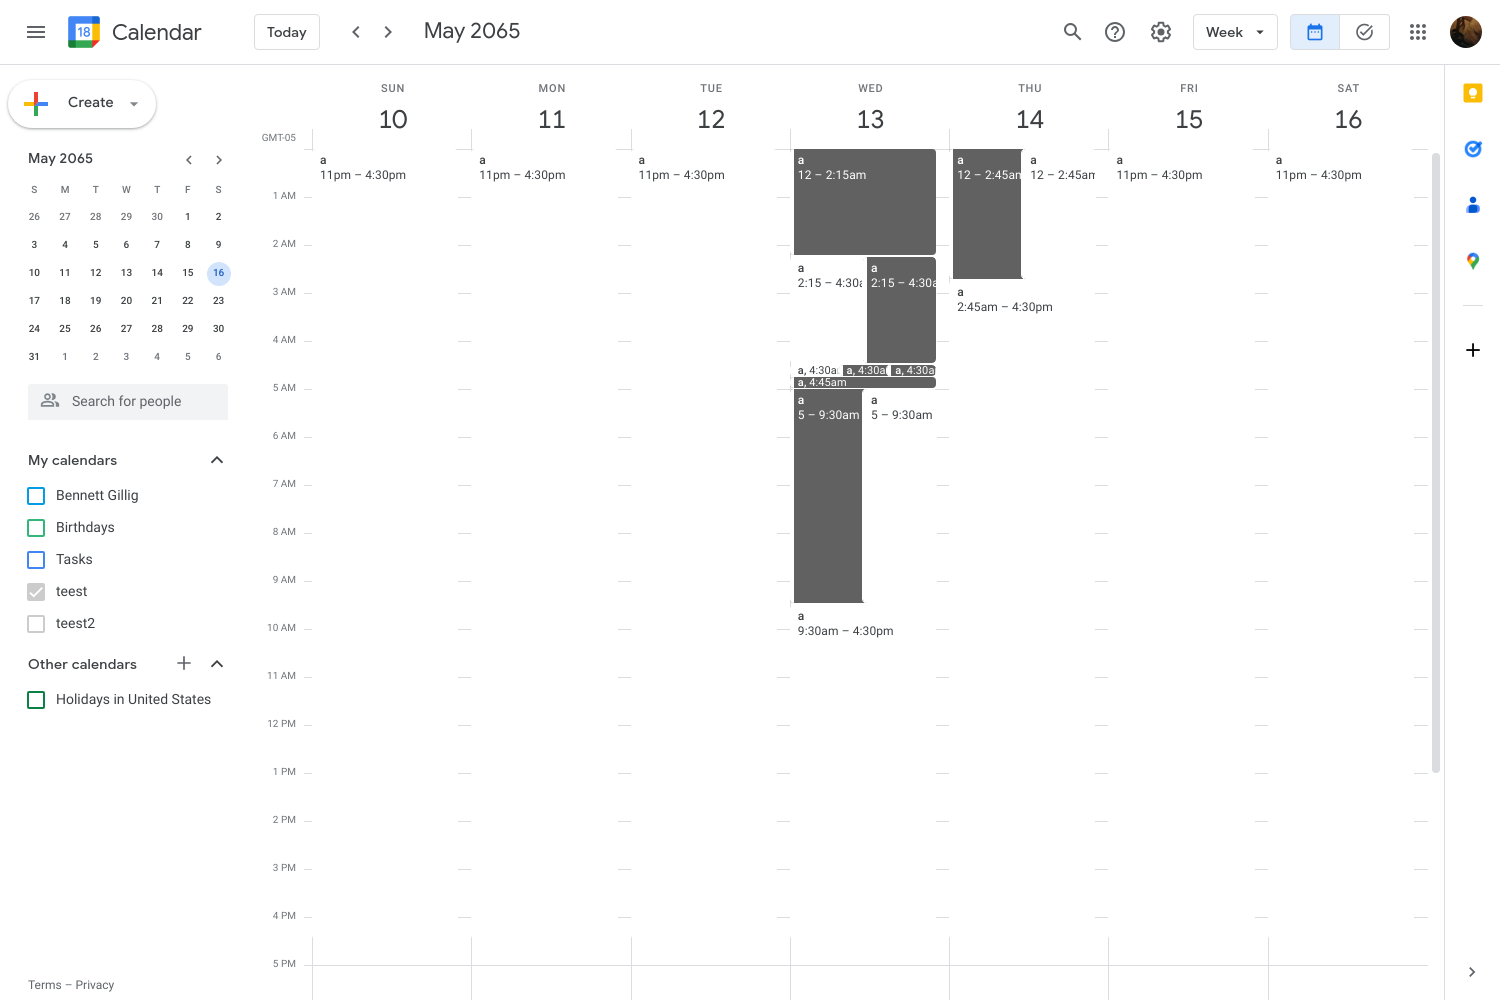 18 Calendar
Today
May 2065
Week
Create
May 2065
S M T W T F S
26 27 28 29 30 1 2
3 4 5 6 7 8 9
10 11 12 13 14 15 16
17 18 19 20 21 22 23
24 25 26 27 28 29 30
31 1 2 3 4 5 6
Search for people
My calendars
Bennett Gillig
Birthdays
Tasks
teest
teest2
Other calendars
Holidays in United States
Terms – Privacy
SUN MON TUE WED THU FRI SAT
10 11 12 13 14 15 16
GMT-05
1 AM
2 AM
3 AM
4 AM
5 AM
6 AM
7 AM
8 AM
9 AM
10 AM
11 AM
12 PM
1 PM
2 PM
3 PM
4 PM
5 PM
a
11pm – 4:30pm
a
11pm – 4:30pm
a
11pm – 4:30pm
a
12 – 2:15am
a
2:15 – 4:30a
a
2:15 – 4:30a
a, 4:30a
a, 4:30a
a, 4:30a
a, 4:45am
a
5 – 9:30am
a
5 – 9:30am
a
9:30am – 4:30pm
a
12 – 2:45am
a
12 – 2:45am
a
2:45am – 4:30pm
a
11pm – 4:30pm
a
11pm – 4:30pm